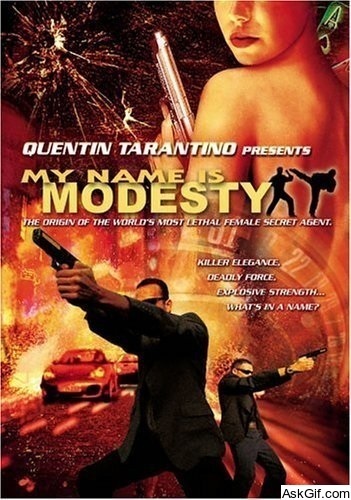 QUENTIN TARANTINO PRESENTS
MY NAME IS
MODESTY
THE ORIGIN OF THE WORLD'S MOST LETHAL FEMALE SECRET AGENT.
KILLER ELEGANCE.
DEADLY FORCE.
EXPLOSIVE STRENGTH...
WHAT'S IN A NAME?
AskGif.com